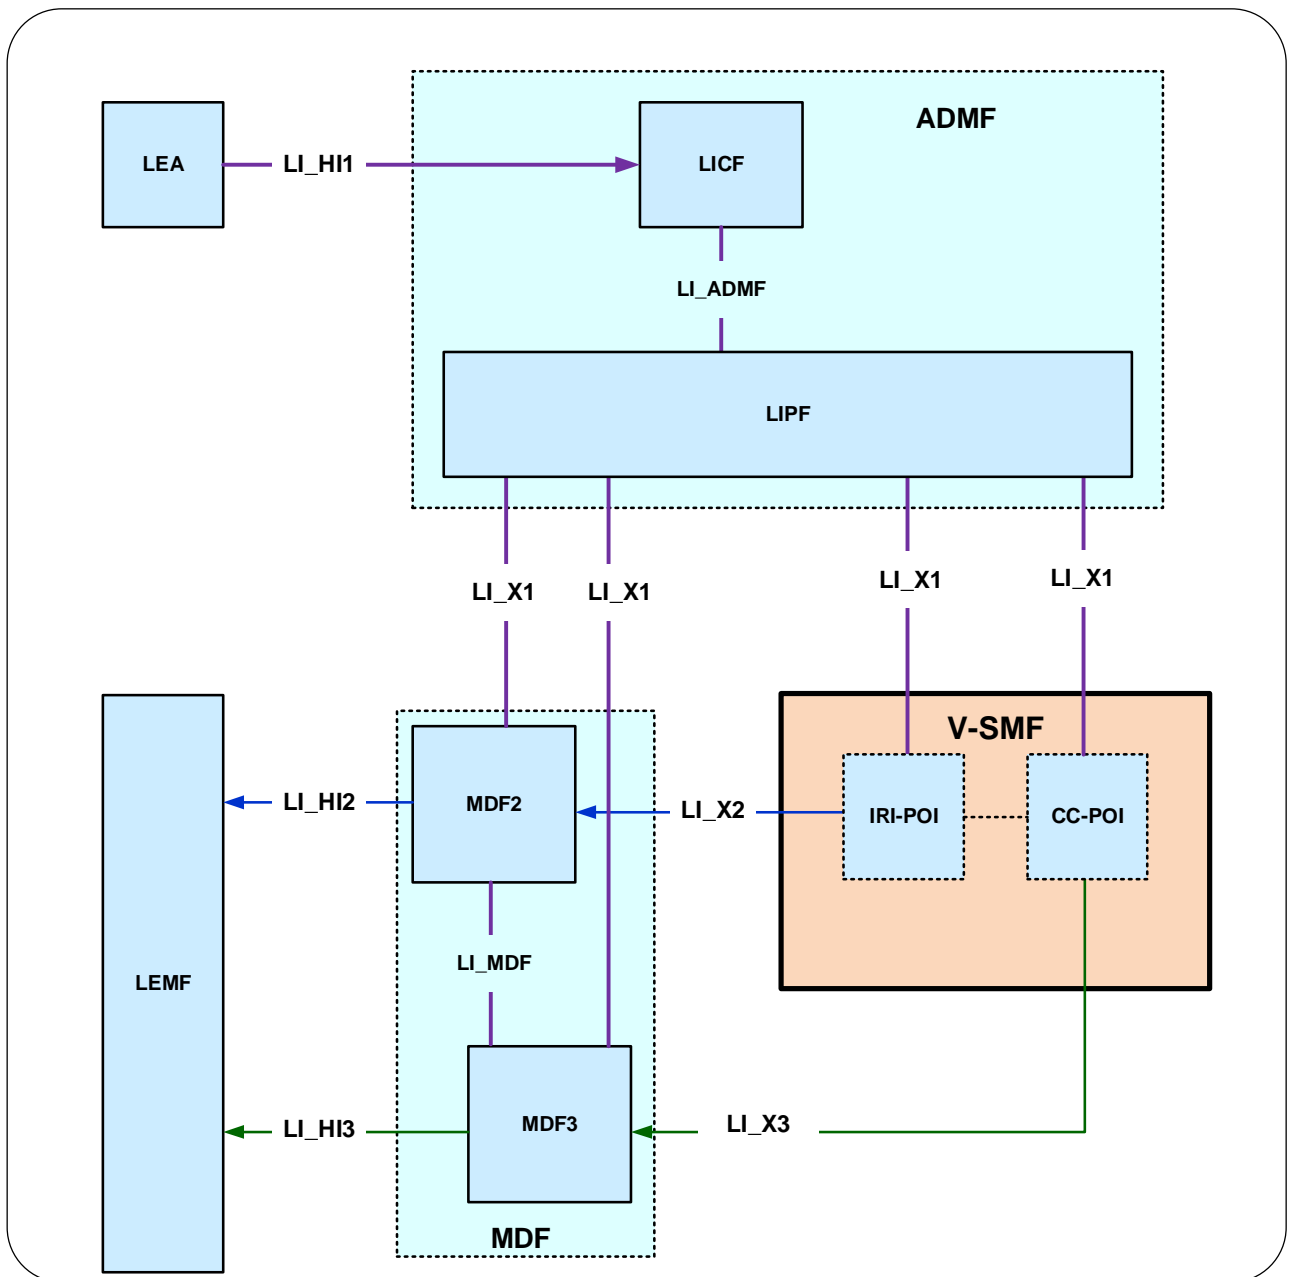 ADMF
LEA
LI_HI1
LICF
LI_ADMF
LIPF
LI_X1
LI_X1
LI_X1
LI_X1
V-SMF
LI_HI2
MDF2
LI_X2
IRI-POI
CC-POI
LI_MDF
LEMF
LI_HI3
MDF3
LI_X3
MDF